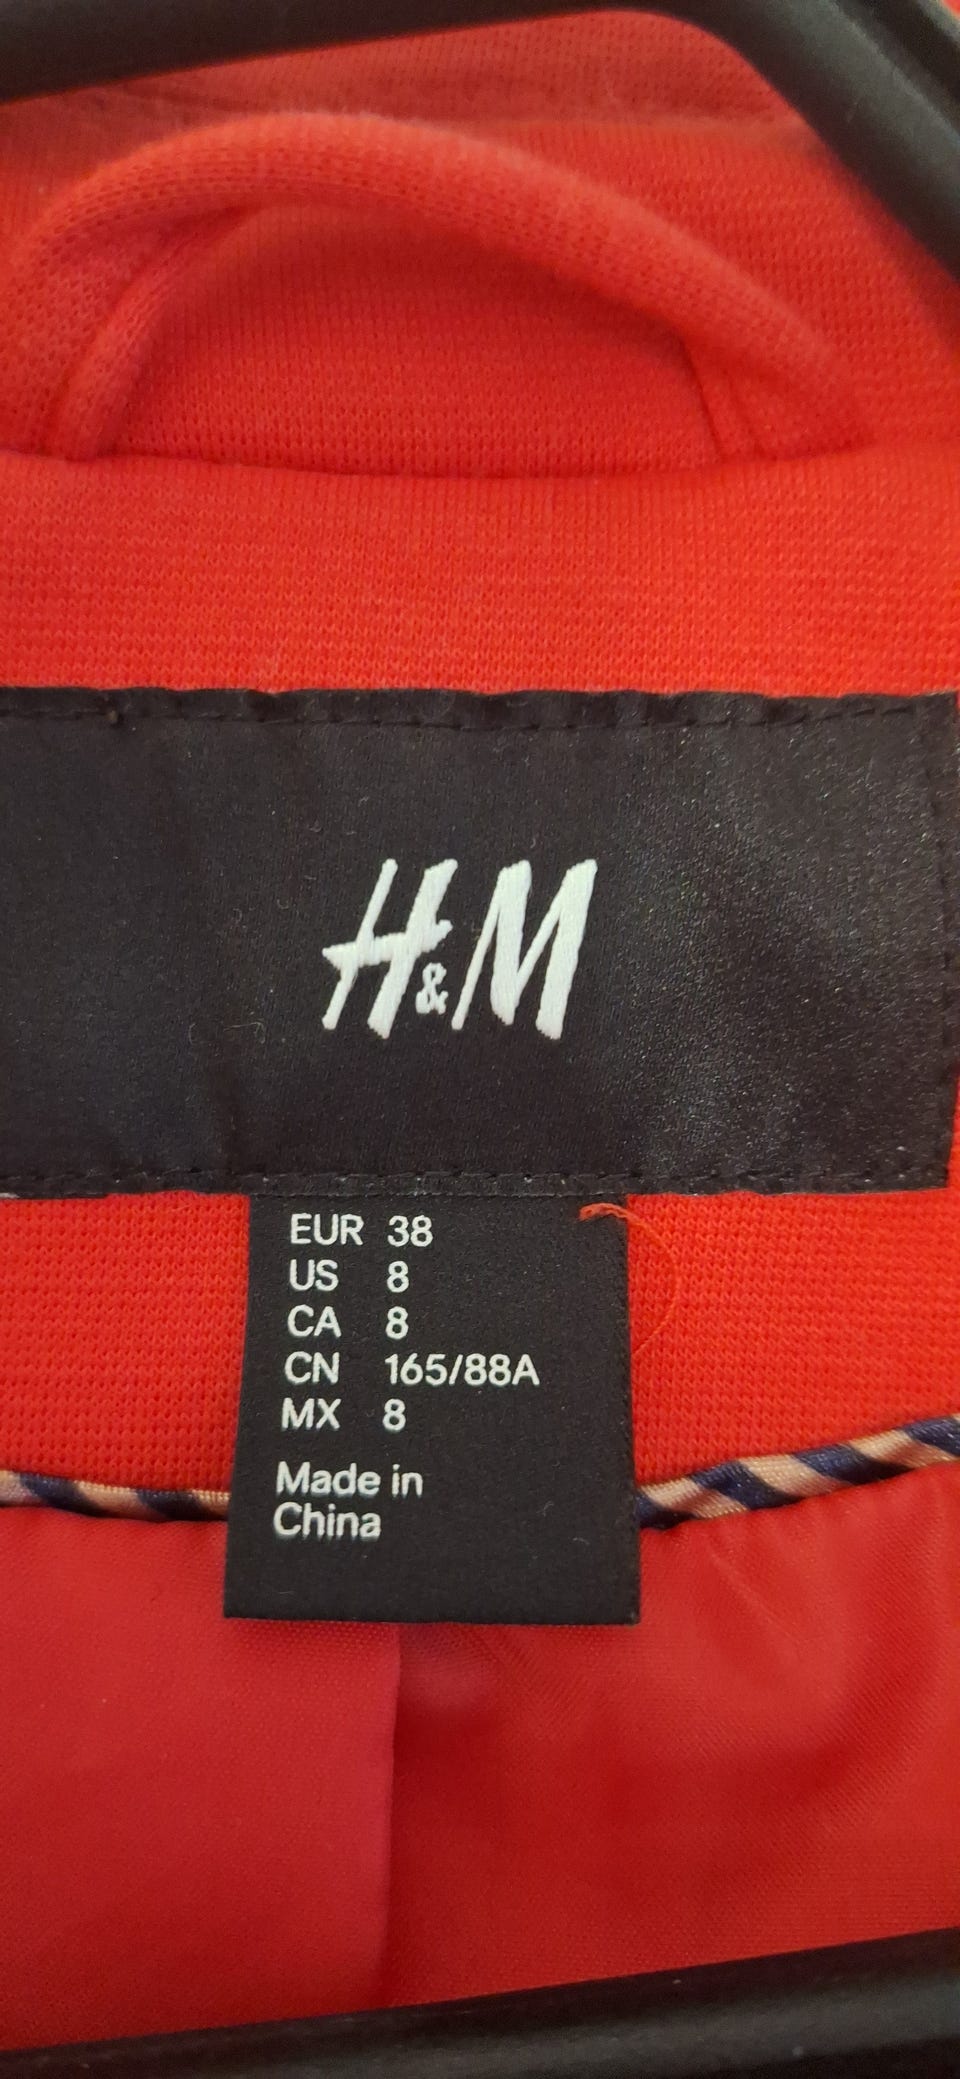 H&M
EUR 38
US 8
CA 8
CN 165/88A
MX 8
Made in
China